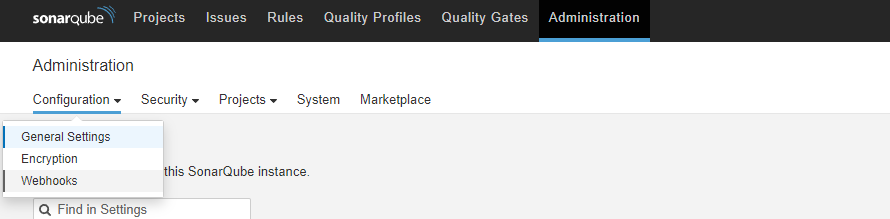 sonarqube Projects Issues Rules Quality Profiles Quality Gates Administration
Administration
Configuration Security Projects System Marketplace
General Settings
Encryption
this SonarQube instance.
Webhooks
Find in Settings